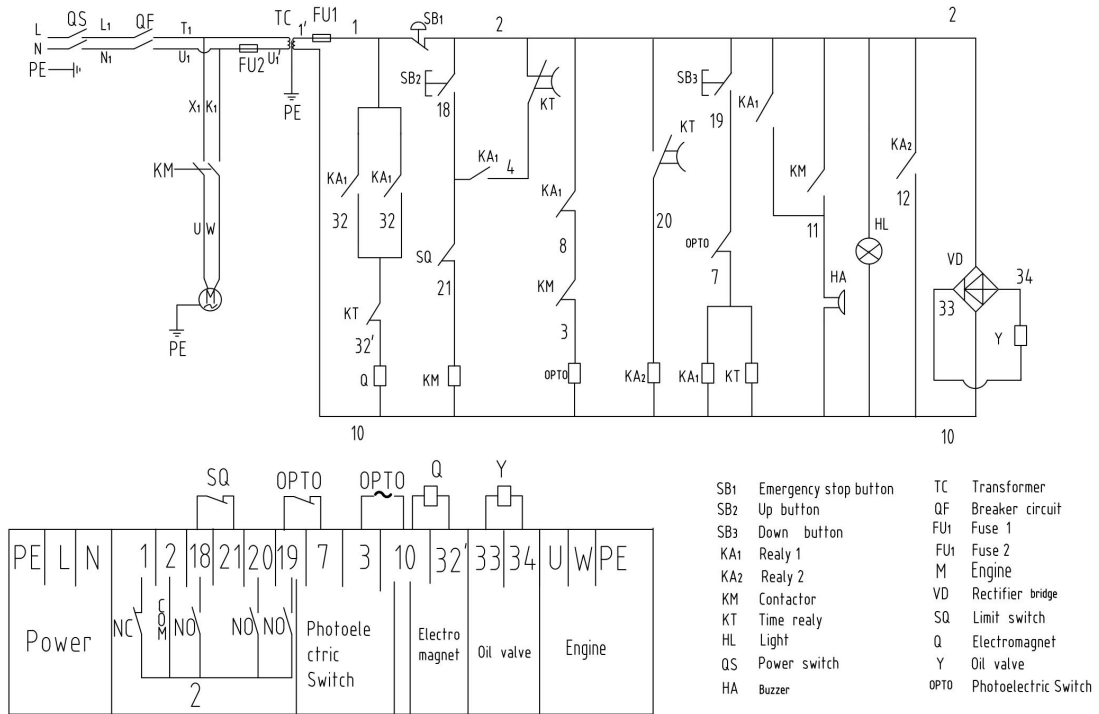 QS L1 QF T1 TC 1' FU1 1 SB1 2 2
L
N
N1 U1 FU2 U1'
PE
PE
SB2 18 KT SB3 19 KA1 KT
X1 K1
KM
KA1 KA1 KA1 4 KA1 KM KA2
32 32 8 20 11 12 HL
U W SQ OPTO
21 7 HA VD 34
M KM 33
PE KT 3 Y
32'
Q KM OPTO KA2 KA1 KT
10 10
SQ OPTO OPTO Q Y
PE L N 1 2 18 21 20 19 7 3 10 32' 33 34 U W PE
Power NC COM NO NO NO Photoele
ctric
Switch
Electro
magnet
Oil valve
Engine
2
SB1 Emergency stop button
SB2 Up button
SB3 Down button
KA1 Realy 1
KA2 Realy 2
KM Contactor
KT Time realy
HL Light
QS Power switch
HA Buzzer
TC Transformer
QF Breaker circuit
FU1 Fuse 1
FU1 Fuse 2
M Engine
VD Rectifier bridge
SQ Limit switch
Q Electromagnet
Y Oil valve
OPTO Photoelectric Switch